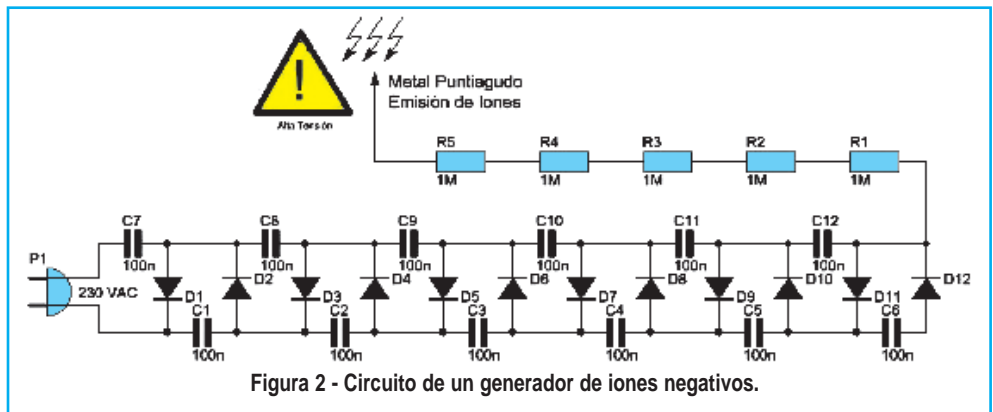 !
Alta Tensión
Metal Puntiagudo
Emisión de Iones
R5 R4 R3 R2 R1
1M 1M 1M 1M 1M
C7 C8 C9 C10 C11 C12
P1
100n 100n 100n 100n 100n 100n
230 VAC
D2 D4 D6 D8 D10 D12
D1 D3 D5 D7 D9 D11
C1 C2 C3 C4 C5 C6
100n 100n 100n 100n 100n 100n
Figura 2 - Circuito de un generador de iones negativos.